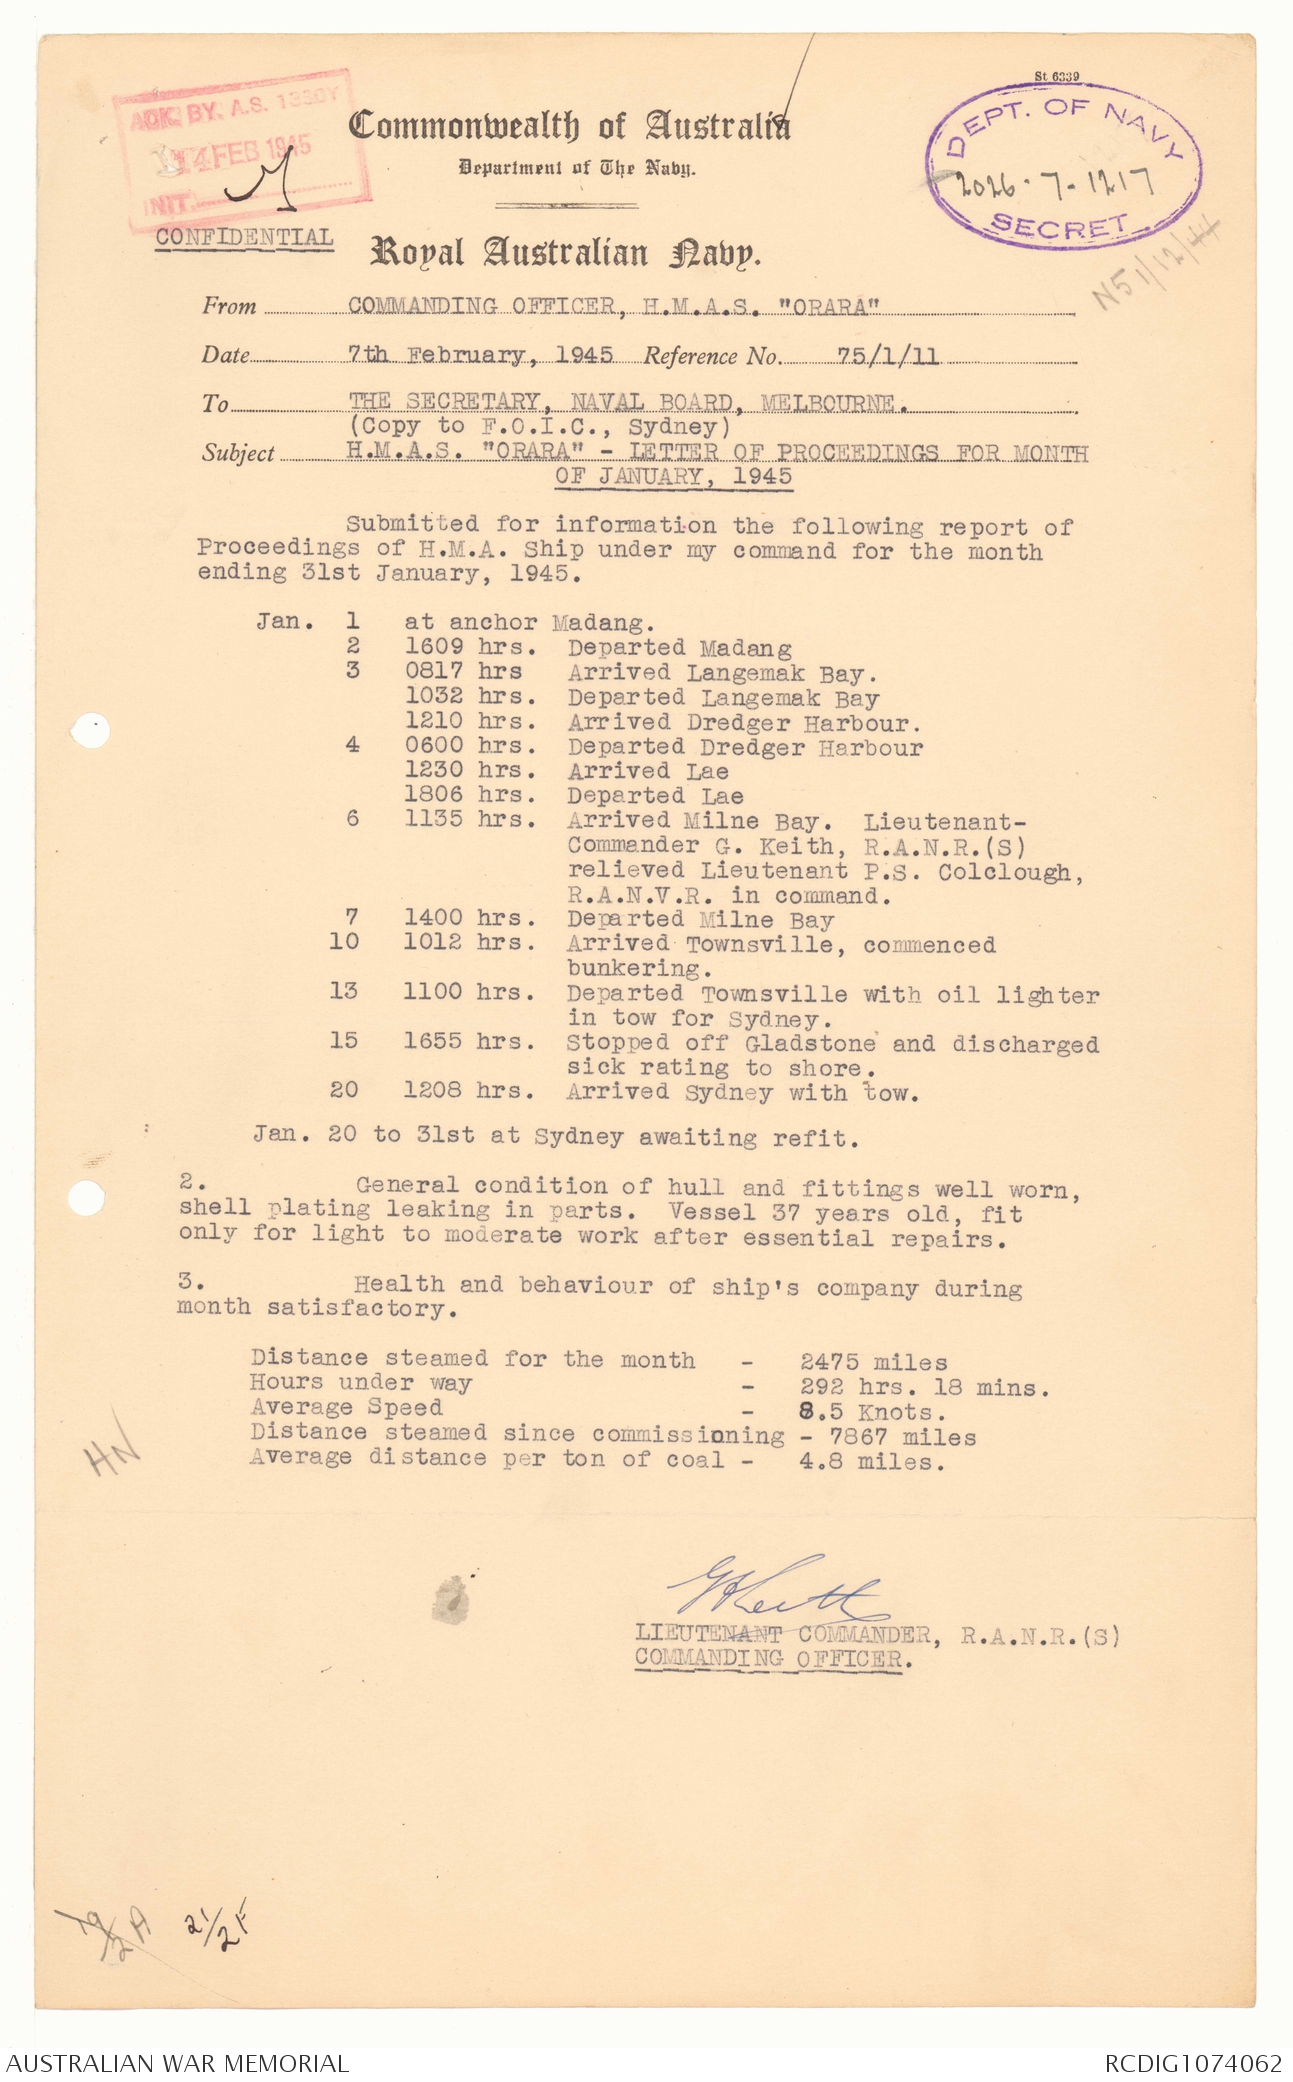 St 6339
ACK. BY. A.S. 1330Y
14 FEB 1945
INIT.
Commonwealth of Australia
Department of The Navy.
DEPT. OF NAVY
2026·7-1217
SECRET
N51/12/44
CONFIDENTIAL
Royal Australian Navy.
From COMMANDING OFFICER, H.M.A.S. "ORARA"
Date 7th February, 1945 Reference No. 75/1/11
To THE SECRETARY, NAVAL BOARD, MELBOURNE.
(Copy to F.O.I.C., Sydney)
Subject H.M.A.S. "ORARA" - LETTER OF PROCEEDINGS FOR MONTH
OF JANUARY, 1945
Submitted for information the following report of
Proceedings of H.M.A. Ship under my command for the month
ending 31st January, 1945.
Jan. 1 at anchor Madang.
2 1609 hrs. Departed Madang
3 0817 hrs Arrived Langemak Bay.
1032 hrs. Departed Langemak Bay
1210 hrs. Arrived Dredger Harbour.
4 0600 hrs. Departed Dredger Harbour
1230 hrs. Arrived Lae
1806 hrs. Departed Lae
6 1135 hrs. Arrived Milne Bay. Lieutenant-
Commander G. Keith, R.A.N.R.(S)
relieved Lieutenant P.S. Colclough,
R.A.N.V.R. in command.
7 1400 hrs. Departed Milne Bay
10 1012 hrs. Arrived Townsville, commenced
bunkering.
13 1100 hrs. Departed Townsville with oil lighter
in tow for Sydney.
15 1655 hrs. Stopped off Gladstone and discharged
sick rating to shore.
20 1208 hrs. Arrived Sydney with tow.
Jan. 20 to 31st at Sydney awaiting refit.
2. General condition of hull and fittings well worn,
shell plating leaking in parts. Vessel 37 years old, fit
only for light to moderate work after essential repairs.
3. Health and behaviour of ship's company during
month satisfactory.
Distance steamed for the month - 2475 miles
Hours under way - 292 hrs. 18 mins.
Average Speed - 8.5 Knots.
Distance steamed since commissioning - 7867 miles
Average distance per ton of coal - 4.8 miles.
HN
GKeith
LIEUTENANT COMMANDER, R.A.N.R.(S)
COMMANDING OFFICER.
19/2 A 21/2 F
AUSTRALIAN WAR MEMORIAL
RCDIG1074062